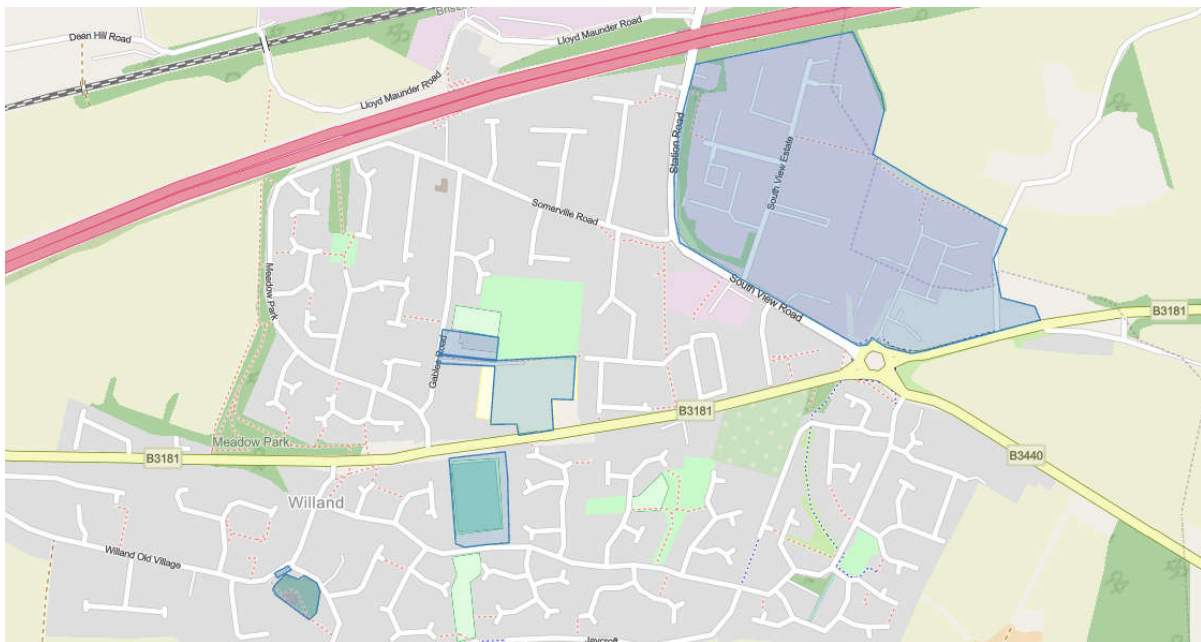 Lloyd Maunder Road
Dean Hill Road
Lloyd Maunder Road
Station Road
South View Estate
Somerville Road
Meadow Park
South View Road
B3181
Gables Road
B3181
Meadow Park
B3181
B3440
Willand
Willand Old Village
Jaycroft